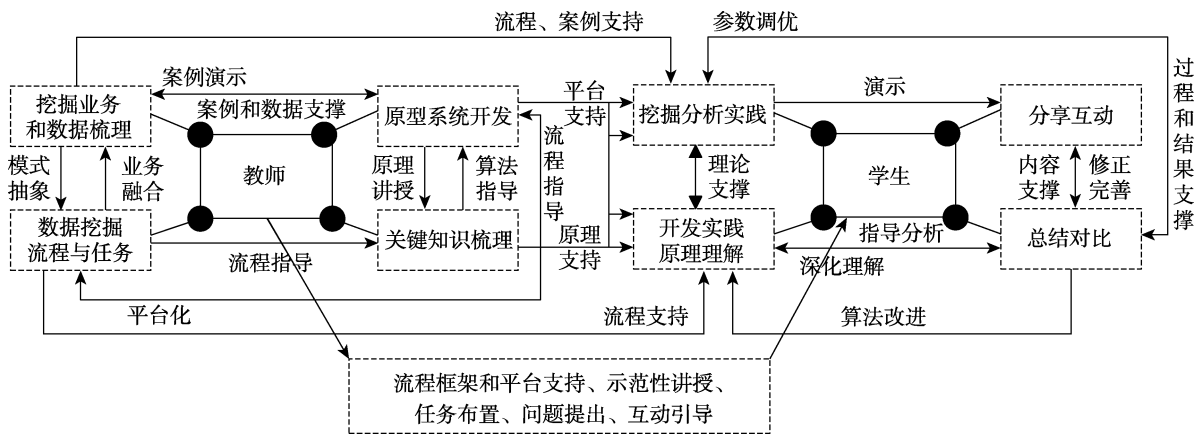 流程、案例支持
参数调优
案例演示
挖掘业务
和数据梳理
案例和数据支撑
原型系统开发
平台
支持
挖掘分析实践
演示
分享互动
过程和结果支撑
模式
抽象
业务
融合
教师
原理
讲授
算法
指导
流程指导
理论
支撑
学生
内容
支撑
修正
完善
数据挖掘
流程与任务
流程指导
关键知识梳理
原理
支持
开发实践
原理理解
指导分析
深化理解
总结对比
平台化
流程支持
算法改进
流程框架和平台支持、示范性讲授、
任务布置、问题提出、互动引导